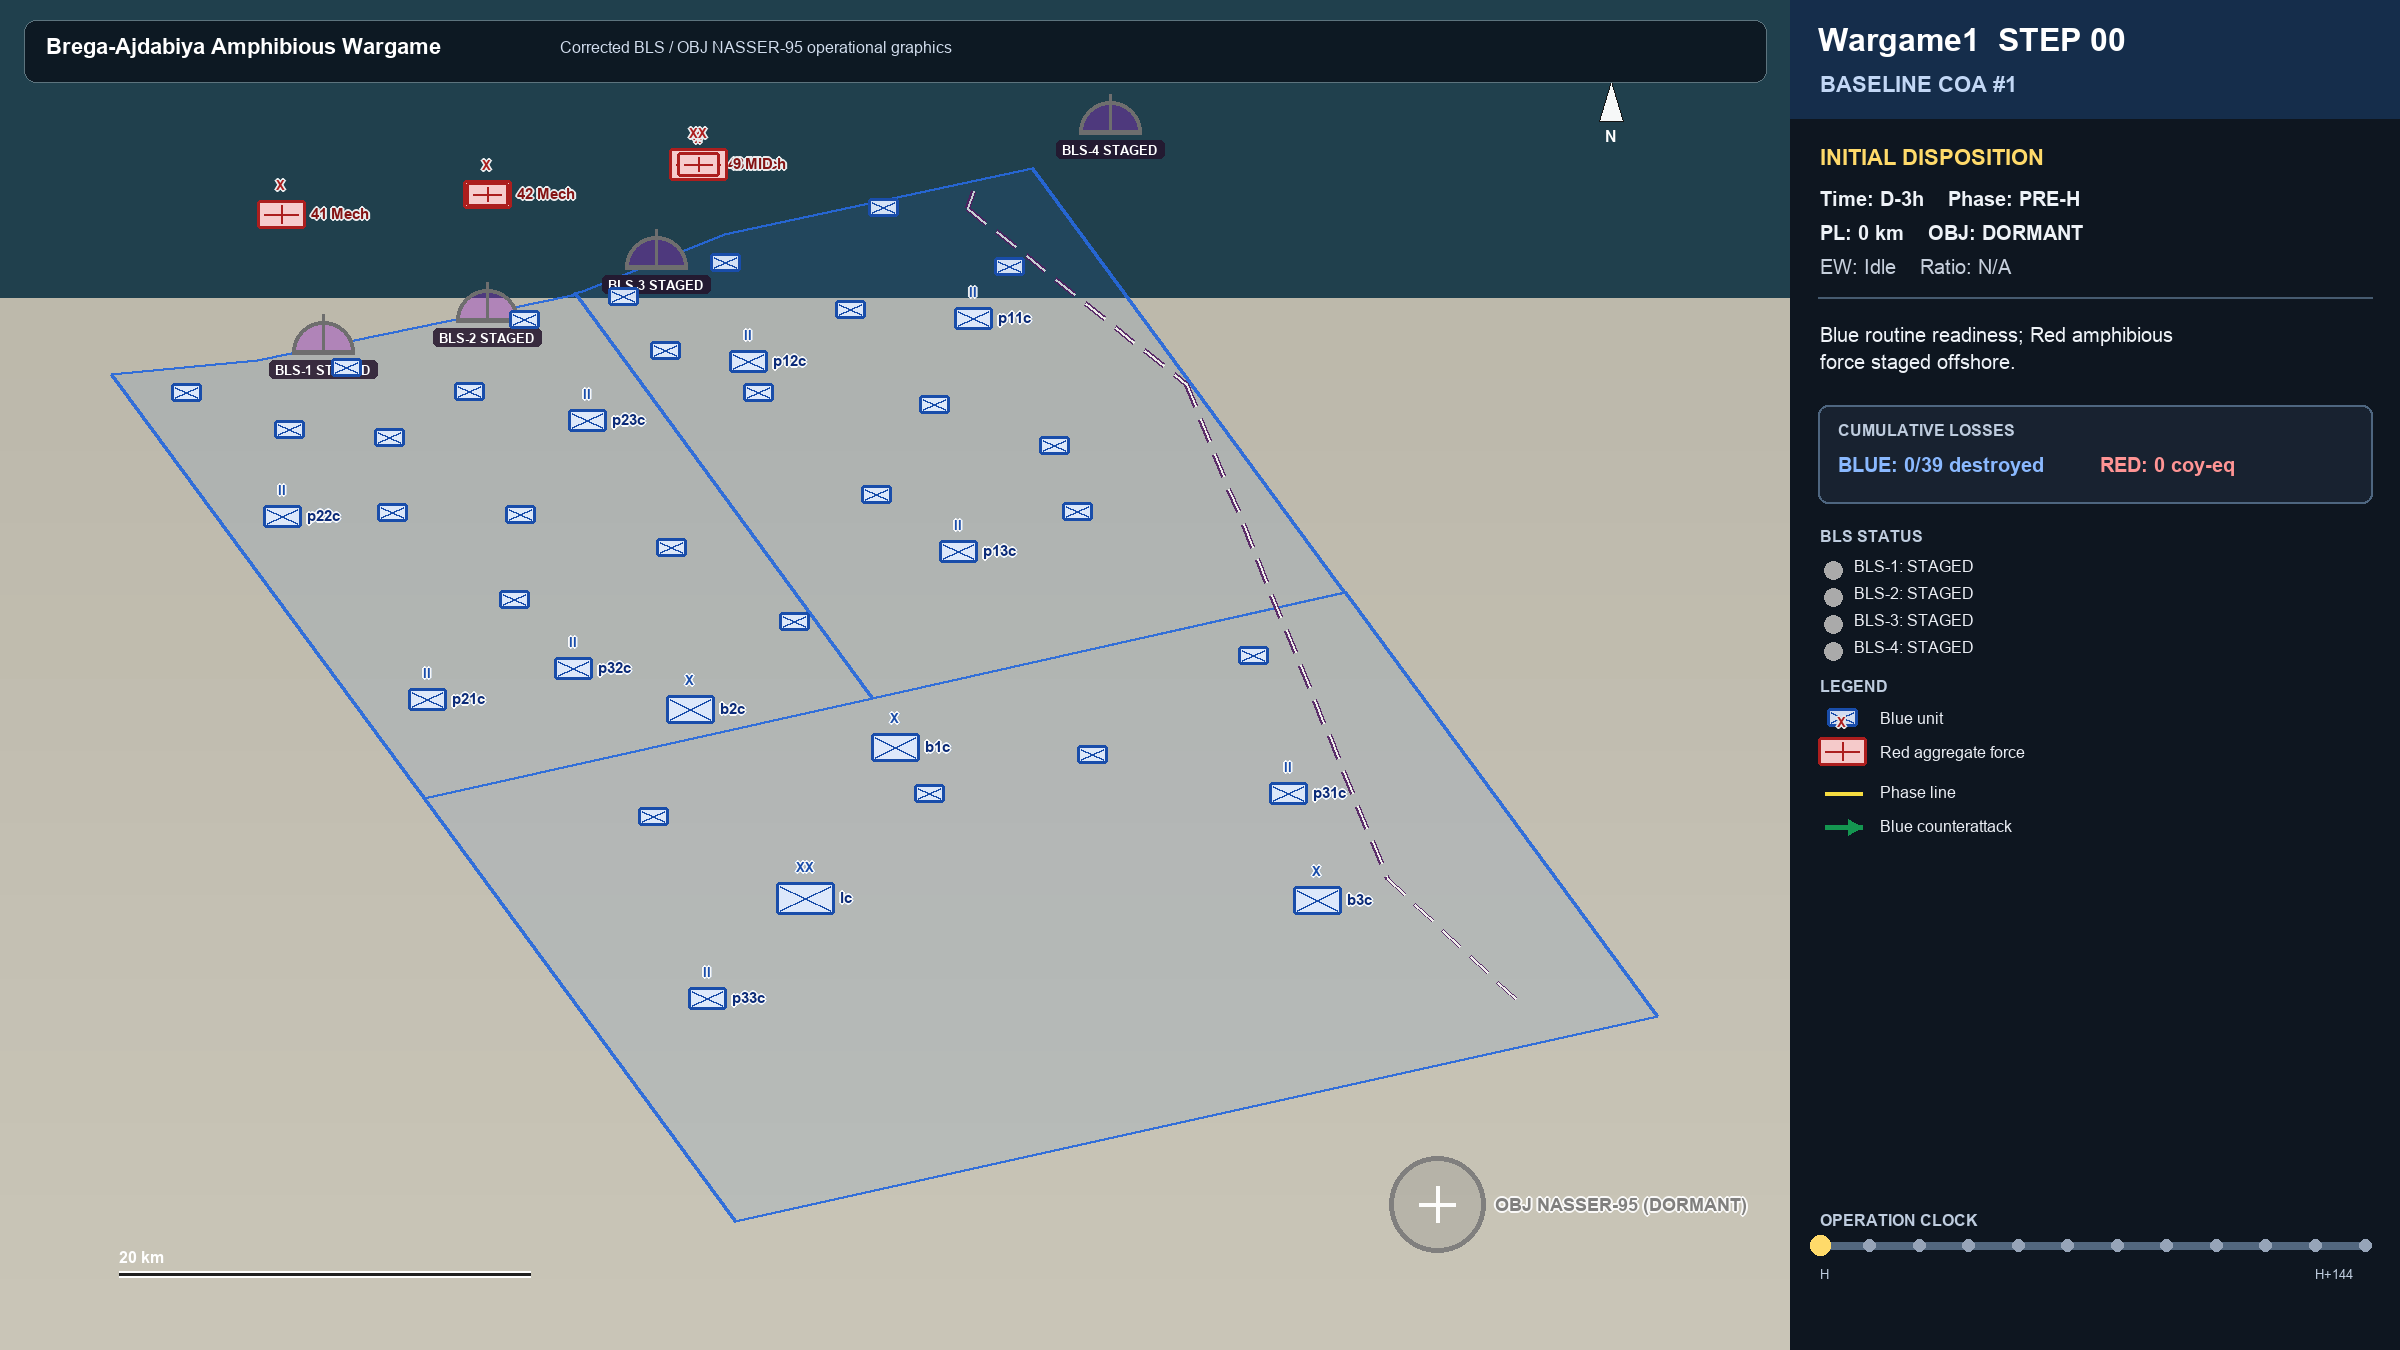 Brega-Ajdabiya Amphibious Wargame
Corrected BLS / OBJ NASSER-95 operational graphics
N
BLS-4 STAGED
XX
9 MID
X
42 Mech
X
41 Mech
BLS-3 STAGED
BLS-2 STAGED
BLS-1
II
p11c
II
p12c
II
p23c
II
p22c
II
p13c
II
p32c
II
p21c
X
b2c
X
b1c
II
p31c
XX
lc
X
b3c
II
p33c
OBJ NASSER-95 (DORMANT)
20 km
Wargame1 STEP 00
BASELINE COA #1
INITIAL DISPOSITION
Time: D-3h Phase: PRE-H
PL: 0 km OBJ: DORMANT
EW: Idle Ratio: N/A
Blue routine readiness; Red amphibious
force staged offshore.
CUMULATIVE LOSSES
BLUE: 0/39 destroyed RED: 0 coy-eq
BLS STATUS
BLS-1: STAGED
BLS-2: STAGED
BLS-3: STAGED
BLS-4: STAGED
LEGEND
X
Blue unit
Red aggregate force
Phase line
Blue counterattack
OPERATION CLOCK
H
H+144